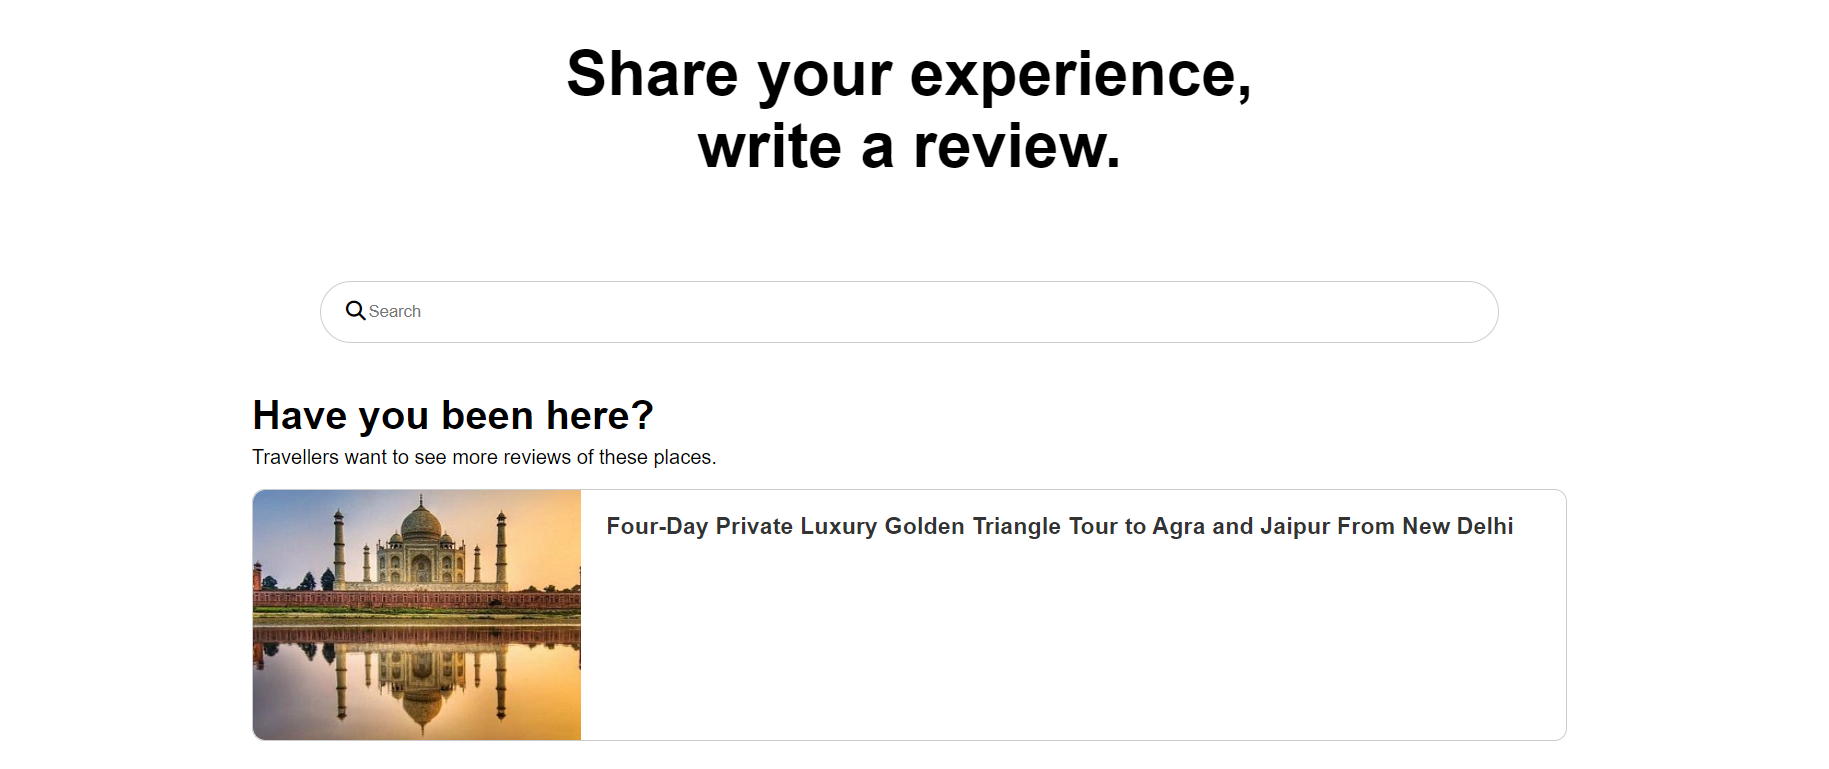 Share your experience,
write a review.
Search
Have you been here?
Travellers want to see more reviews of these places.
Four-Day Private Luxury Golden Triangle Tour to Agra and Jaipur From New Delhi